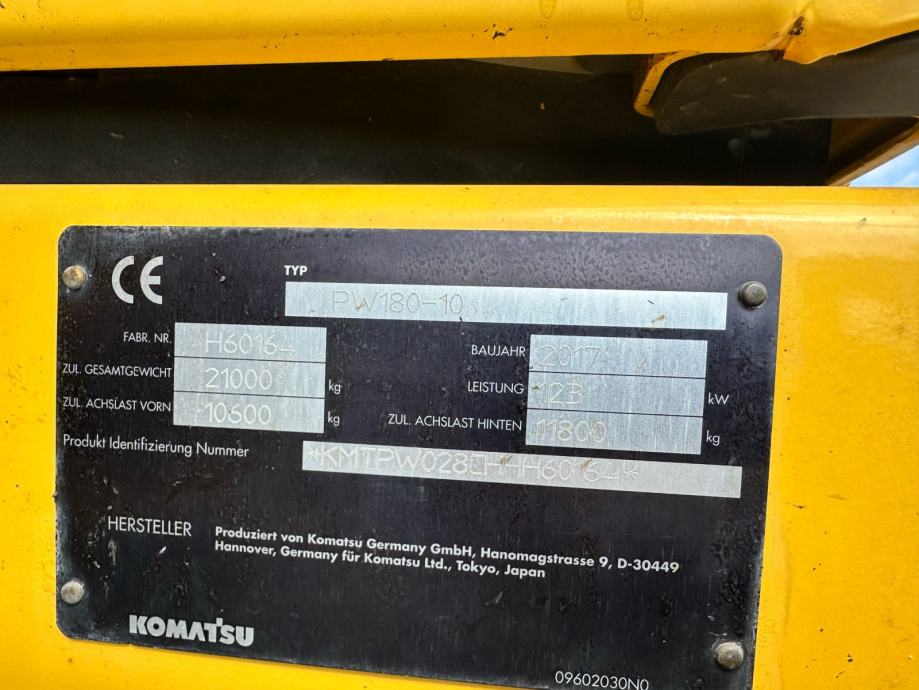 CE
TYP
PW180-10
FABR. NR. H60164
BAUJAHR 2017
ZUL. GESAMTGEWICHT 21000 kg
LEISTUNG 123 kW
ZUL. ACHSLAST VORN 10600 kg
ZUL. ACHSLAST HINTEN 11800 kg
Produkt Identifizierung Nummer *KMTPW028EHHH60164*
HERSTELLER
Produziert von Komatsu Germany GmbH, Hanomagstrasse 9, D-30449
Hannover, Germany für Komatsu Ltd., Tokyo, Japan
KOMATSU
09602030N0